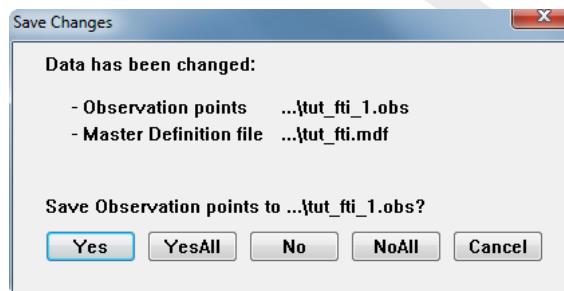 Save Changes
Data has been changed:
- Observation points ...\tut_fti_1.obs
- Master Definition file ...\tut_fti.mdf
Save Observation points to ...\tut_fti_1.obs?
Yes YesAll No NoAll Cancel